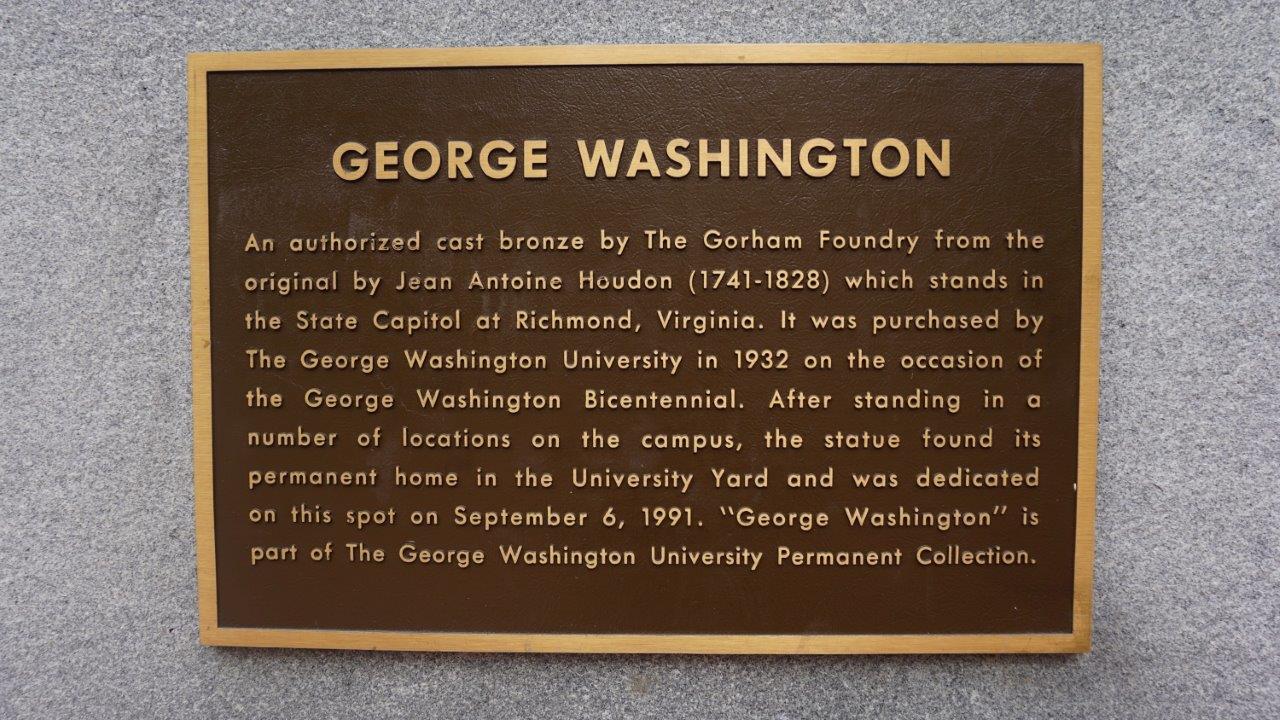 GEORGE WASHINGTON
An authorized cast bronze by The Gorham Foundry from the
original by Jean Antoine Houdon (1741-1828) which stands in
the State Capitol at Richmond, Virginia. It was purchased by
The George Washington University in 1932 on the occasion of
the George Washington Bicentennial. After standing in a
number of locations on the campus, the statue found its
permanent home in the University Yard and was dedicated
on this spot on September 6, 1991. "George Washington" is
part of The George Washington University Permanent Collection.